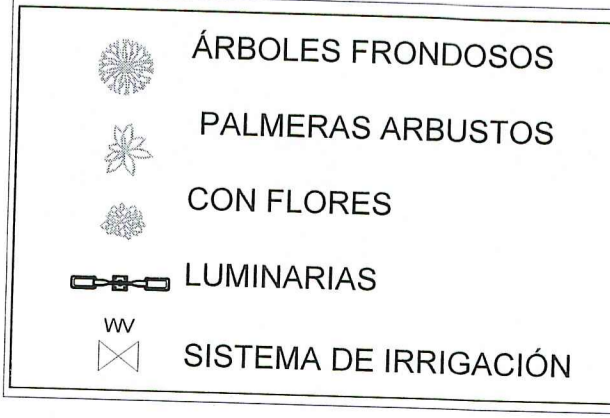 ÁRBOLES FRONDOSOS
PALMERAS ARBUSTOS
CON FLORES
LUMINARIAS
WV
SISTEMA DE IRRIGACIÓN